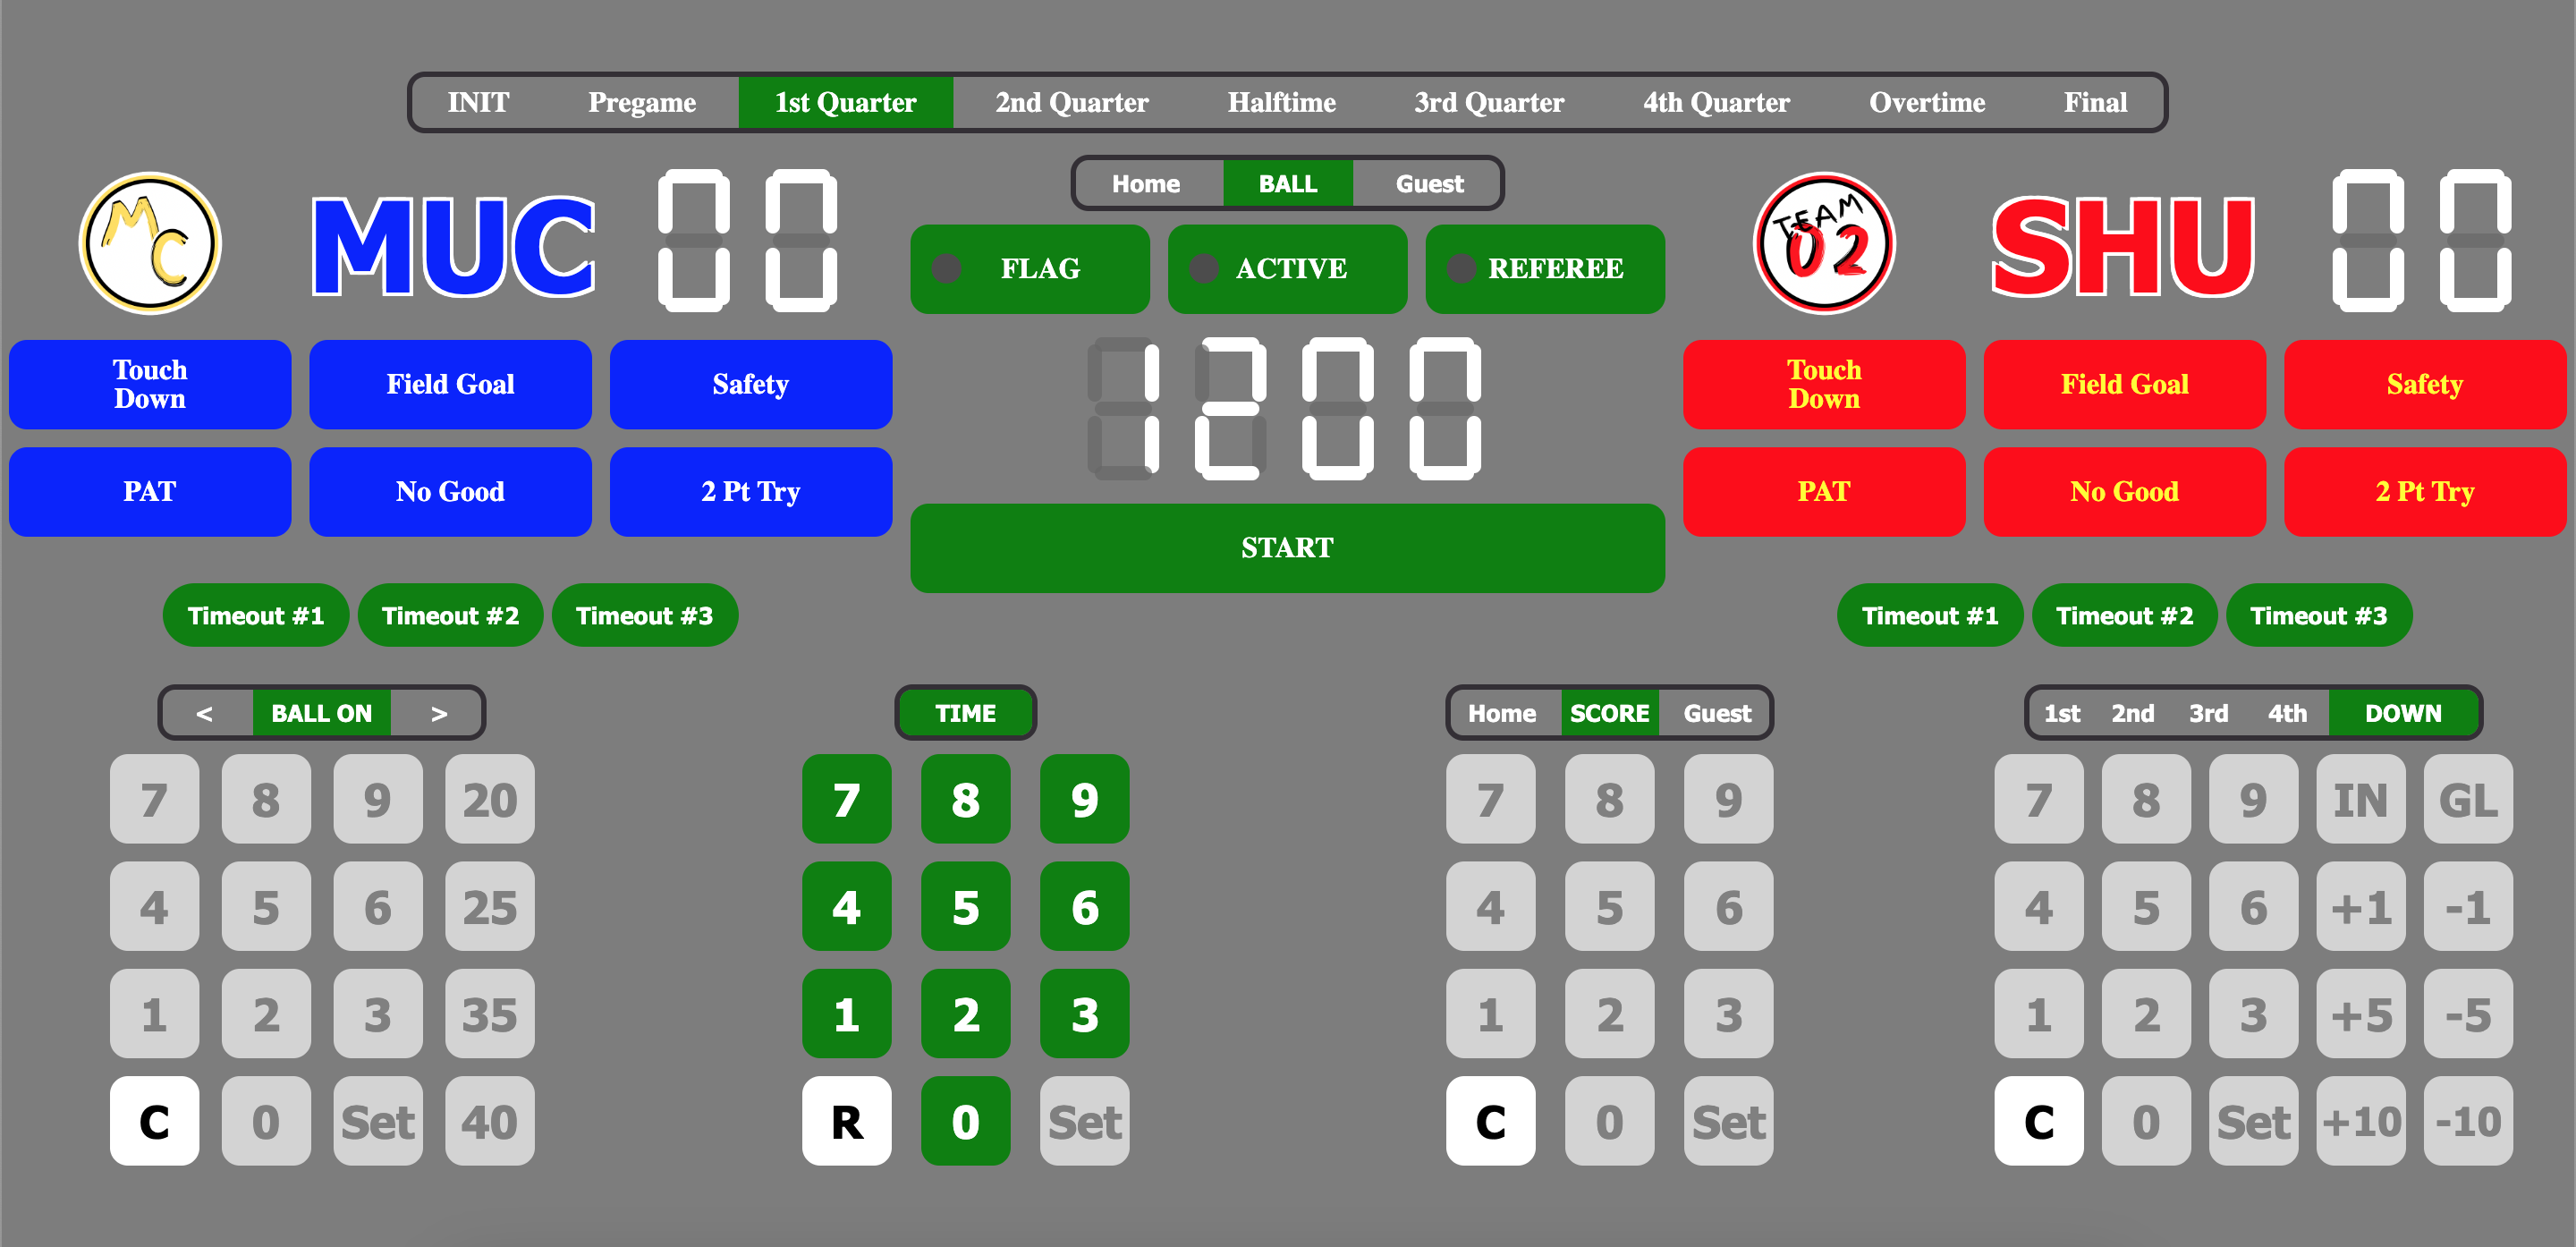 INIT Pregame 1st Quarter 2nd Quarter Halftime 3rd Quarter 4th Quarter Overtime Final
MC
MUC
00
Home BALL Guest
FLAG ACTIVE REFEREE
TEAM
02
SHU
00
Touch
Down
Field Goal
Safety
PAT
No Good
2 Pt Try
1200
START
Touch
Down
Field Goal
Safety
PAT
No Good
2 Pt Try
Timeout #1 Timeout #2 Timeout #3
Timeout #1 Timeout #2 Timeout #3
< BALL ON >
7 8 9 20
4 5 6 25
1 2 3 35
C 0 Set 40
TIME
7 8 9
4 5 6
1 2 3
R 0 Set
Home SCORE Guest
7 8 9
4 5 6
1 2 3
C 0 Set
1st 2nd 3rd 4th DOWN
7 8 9 IN GL
4 5 6 +1 -1
1 2 3 +5 -5
C 0 Set +10 -10